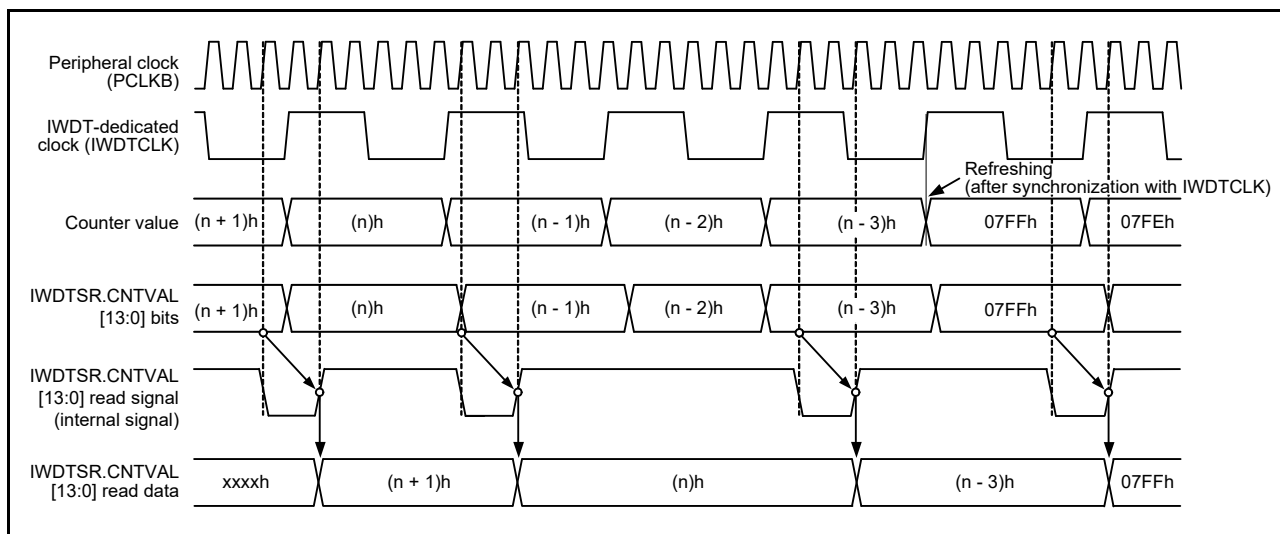 Peripheral clock
(PCLKB)
IWDT-dedicated
clock (IWDTCLK)
Refreshing
(after synchronization with IWDTCLK)
Counter value
(n + 1)h
(n)h
(n - 1)h
(n - 2)h
(n - 3)h
07FFh
07FEh
IWDTSR.CNTVAL
[13:0] bits
(n + 1)h
(n)h
(n - 1)h
(n - 2)h
(n - 3)h
07FFh
IWDTSR.CNTVAL
[13:0] read signal
(internal signal)
IWDTSR.CNTVAL
[13:0] read data
xxxxh
(n + 1)h
(n)h
(n - 3)h
07FFh